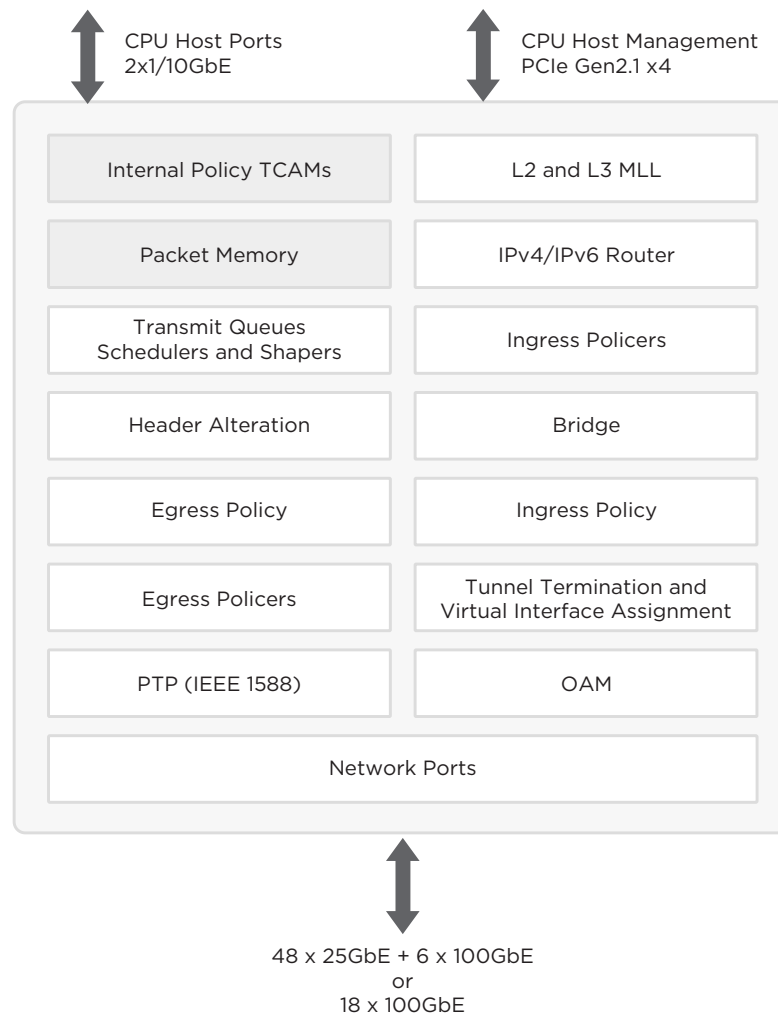 CPU Host Ports
2x1/10GbE
CPU Host Management
PCIe Gen2.1 x4
Internal Policy TCAMs
L2 and L3 MLL
Packet Memory
IPv4/IPv6 Router
Transmit Queues
Schedulers and Shapers
Ingress Policers
Header Alteration
Bridge
Egress Policy
Ingress Policy
Egress Policers
Tunnel Termination and
Virtual Interface Assignment
PTP (IEEE 1588)
OAM
Network Ports
48 x 25GbE + 6 x 100GbE
or
18 x 100GbE